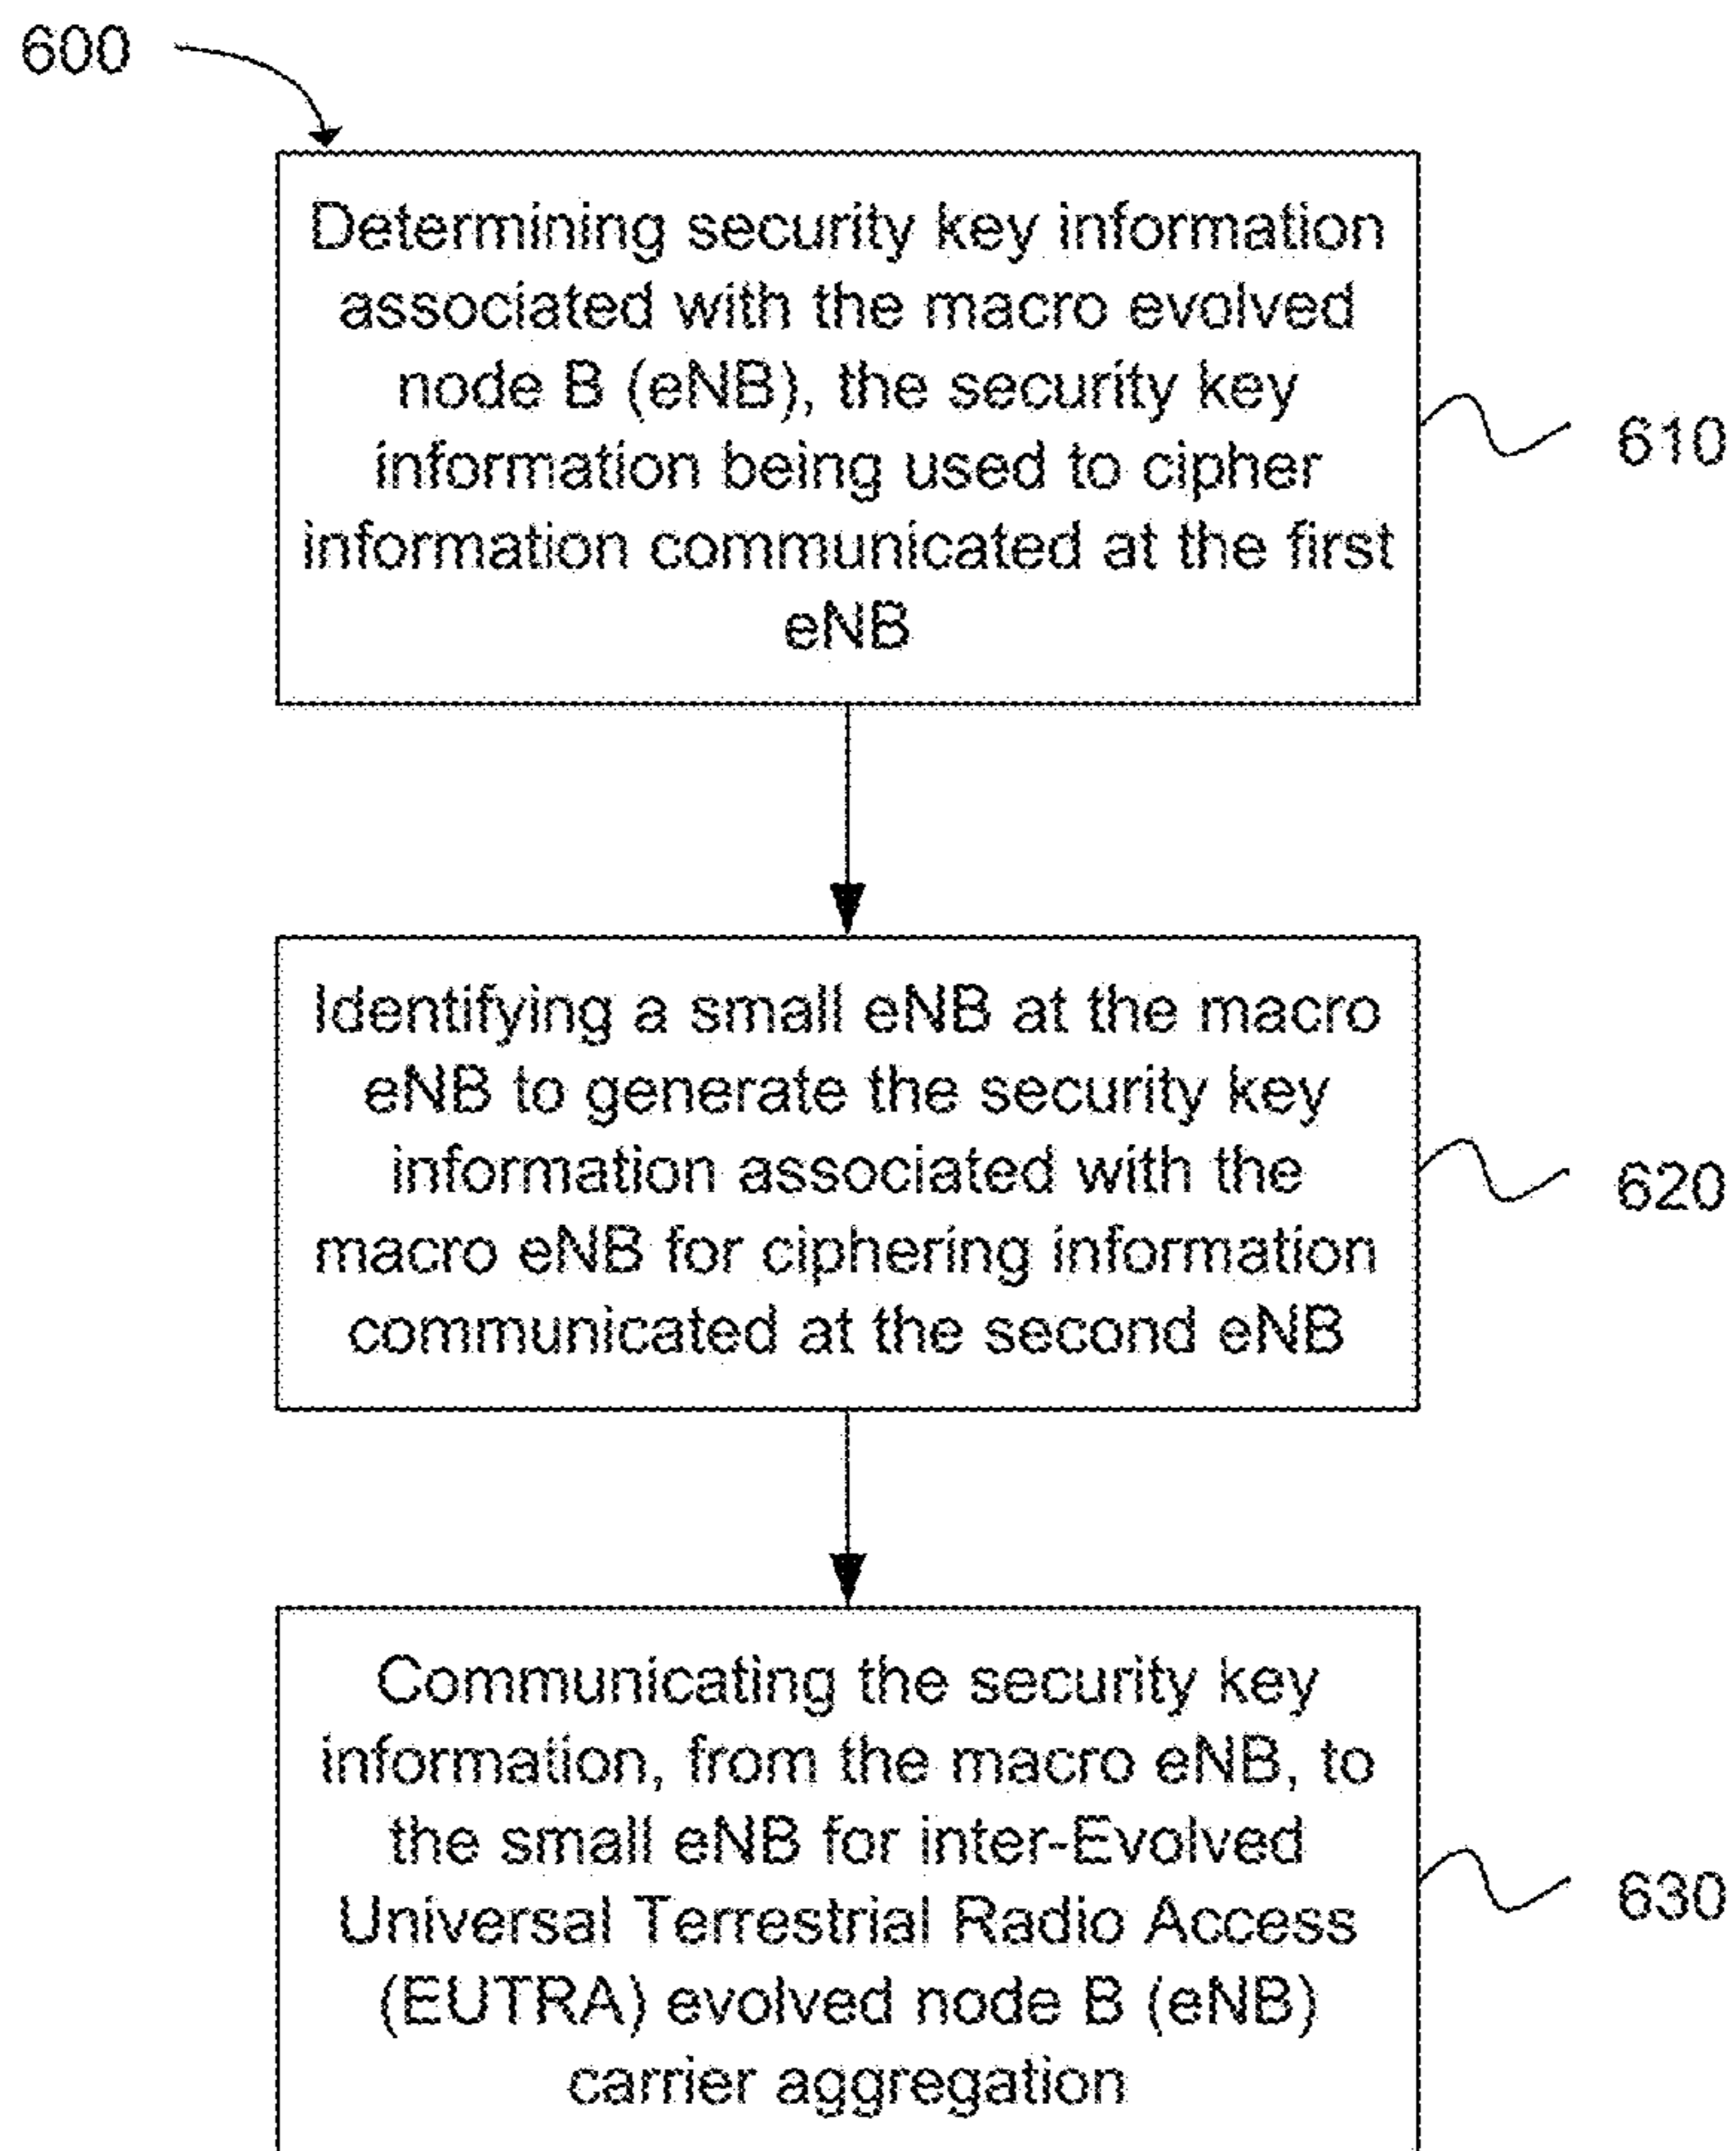 600
Determining security key information
associated with the macro evolved
node B (eNB), the security key
information being used to cipher
information communicated at the first
eNB
610
Identifying a small eNB at the macro
eNB to generate the security key
information associated with the
macro eNB for ciphering information
communicated at the second eNB
620
Communicating the security key
information, from the macro eNB, to
the small eNB for inter-Evolved
Universal Terrestrial Radio Access
(EUTRA) evolved node B (eNB)
carrier aggregation
630